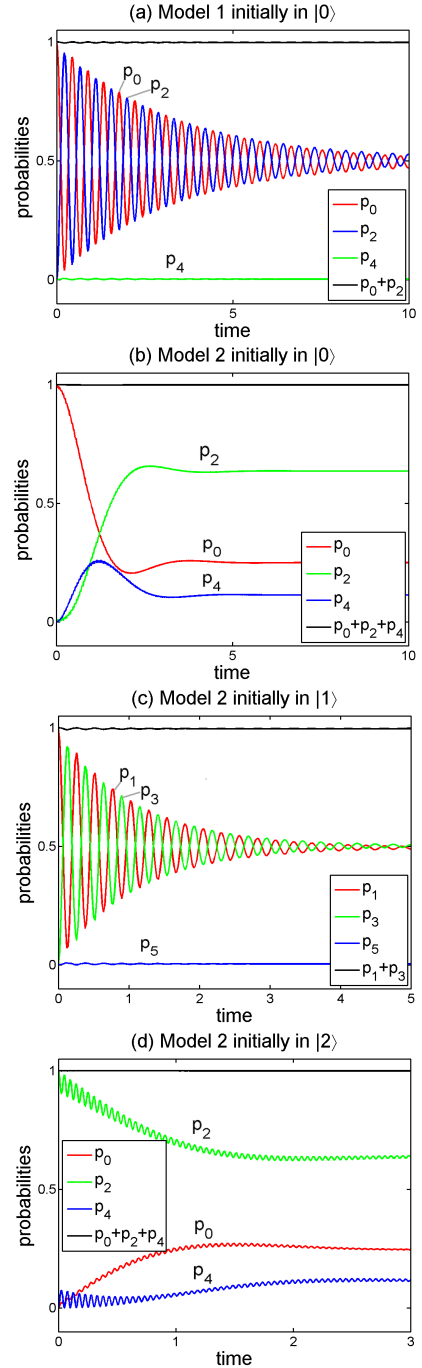 (a) Model 1 initially in |0⟩
probabilities
1
0.5
0
p0
p2
p4
p0
p2
p4
p0+p2
0
5
10
time
(b) Model 2 initially in |0⟩
probabilities
1
0.5
0
p2
p0
p4
p0
p2
p4
p0+p2+p4
0
5
10
time
(c) Model 2 initially in |1⟩
probabilities
1
0.5
0
p1
p3
p5
p1
p3
p5
p1+p3
0
1
2
3
4
5
time
(d) Model 2 initially in |2⟩
probabilities
1
0.5
0
p2
p0
p4
p0
p2
p4
p0+p2+p4
0
1
2
3
time